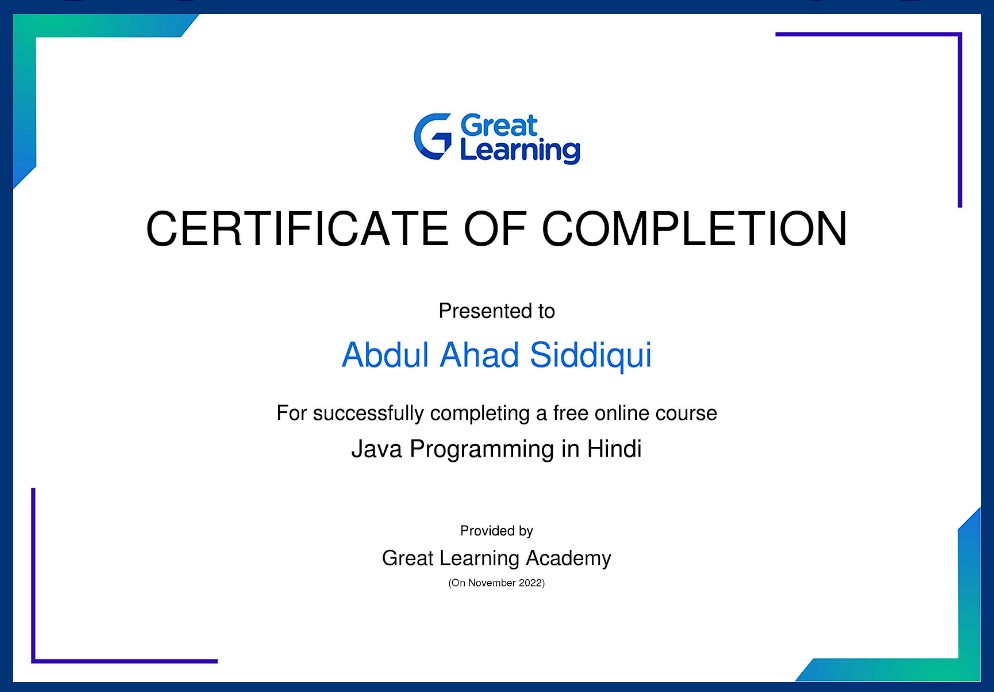 Great
Learning
CERTIFICATE OF COMPLETION
Presented to
Abdul Ahad Siddiqui
For successfully completing a free online course
Java Programming in Hindi
Provided by
Great Learning Academy
(On November 2022)